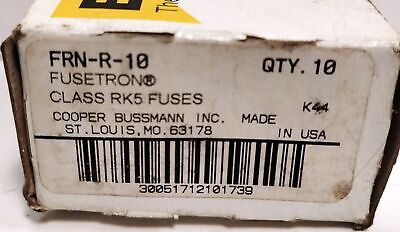 The
FRN-R-10 QTY. 10
FUSETRON®
CLASS RK5 FUSES
K44
COOPER BUSSMANN INC. MADE
ST. LOUIS, MO. 63178 IN USA
30051712101739